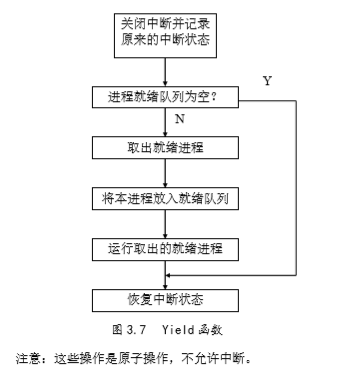 关闭中断并记录
原来的中断状态
进程就绪队列为空?
Y
N
取出就绪进程
将本进程放入就绪队列
运行取出的就绪进程
恢复中断状态
图 3.7 Yield 函数
注意：这些操作是原子操作，不允许中断。